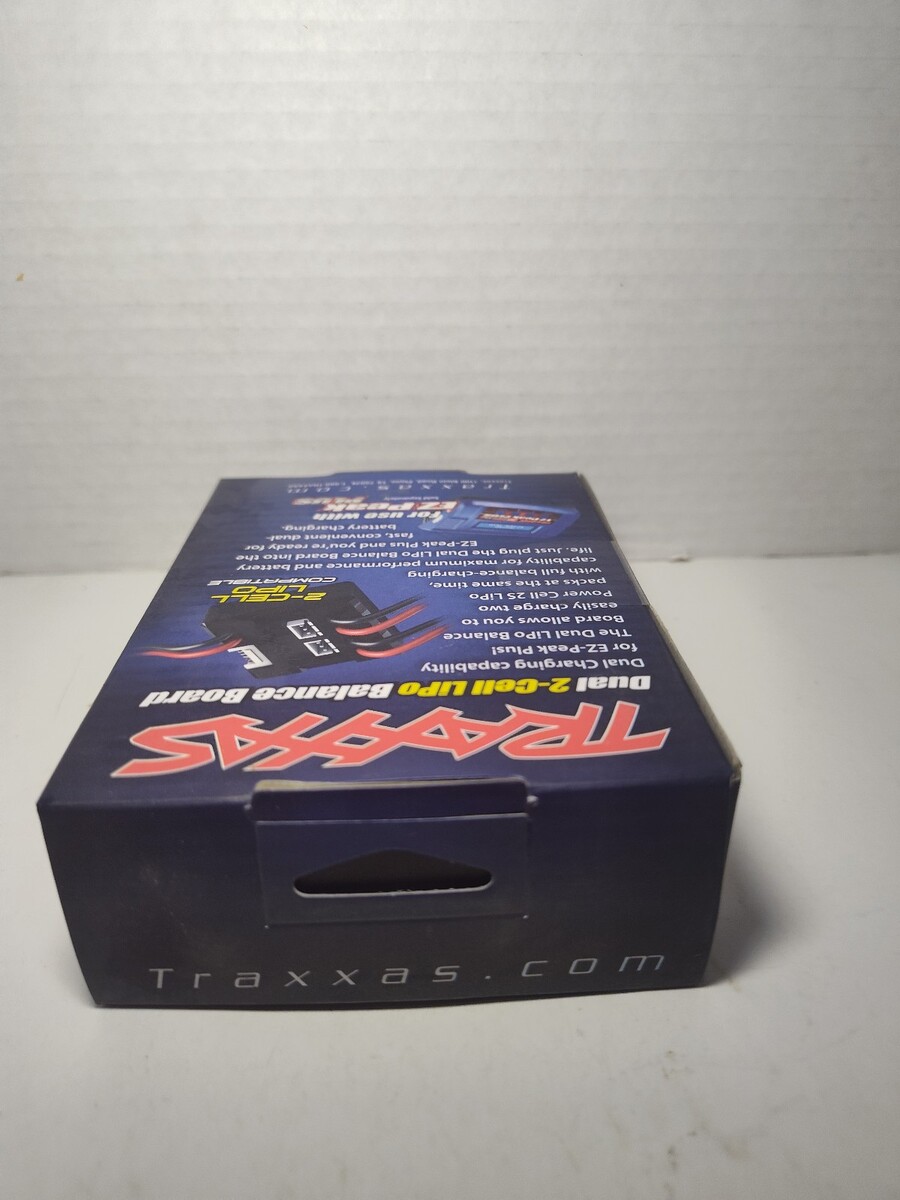 TRAXXAS
Dual 2-Cell LiPo Balance Board
Dual Charging capability
for EZ-Peak Plus!
The Dual LiPo Balance
Board allows you to
easily charge two
Power Cell 2S LiPo
packs at the same time,
with full balance-charging
capability for maximum performance and battery
life. Just plug the Dual LiPo Balance Board into the
EZ-Peak Plus and you're ready for
fast, convenient dual-
battery charging.
2-CELL
LIPO
COMPATIBLE
for use with
EZ-Peak
PLUS
Sold Separately
Traxxas.com
Traxxas.com